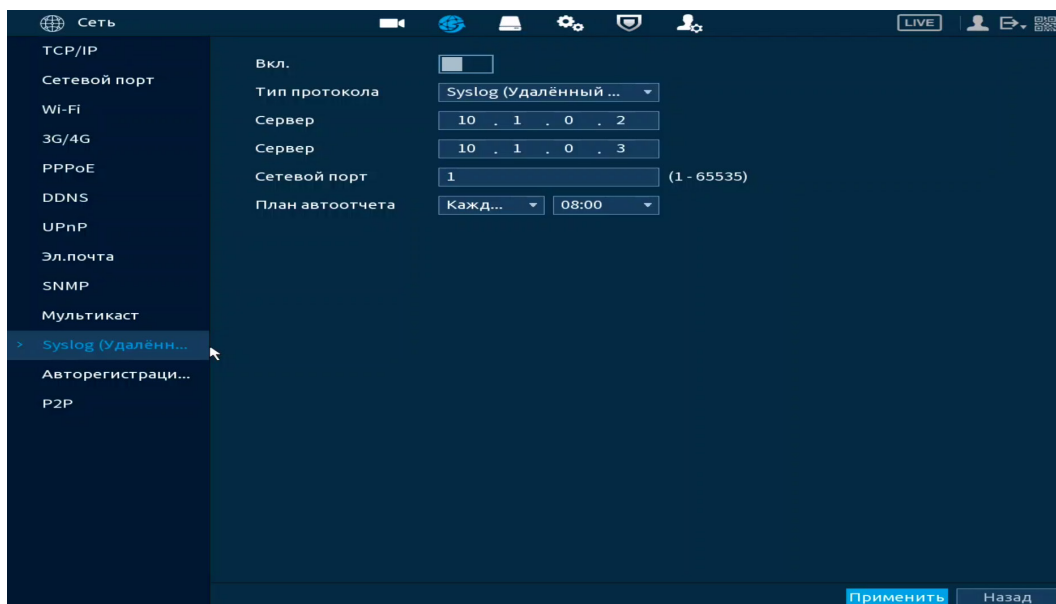 Сеть
LIVE
TCP/IP
Сетевой порт
Wi-Fi
3G/4G
PPPoE
DDNS
UPnP
Эл.почта
SNMP
Мультикаст
> Syslog (Удалённ...
Авторегистраци...
P2P
Вкл.
Тип протокола Syslog (Удалённый ...
Сервер 10 . 1 . 0 . 2
Сервер 10 . 1 . 0 . 3
Сетевой порт 1 (1 - 65535)
План автоотчета Кажд... 08:00
Применить Назад